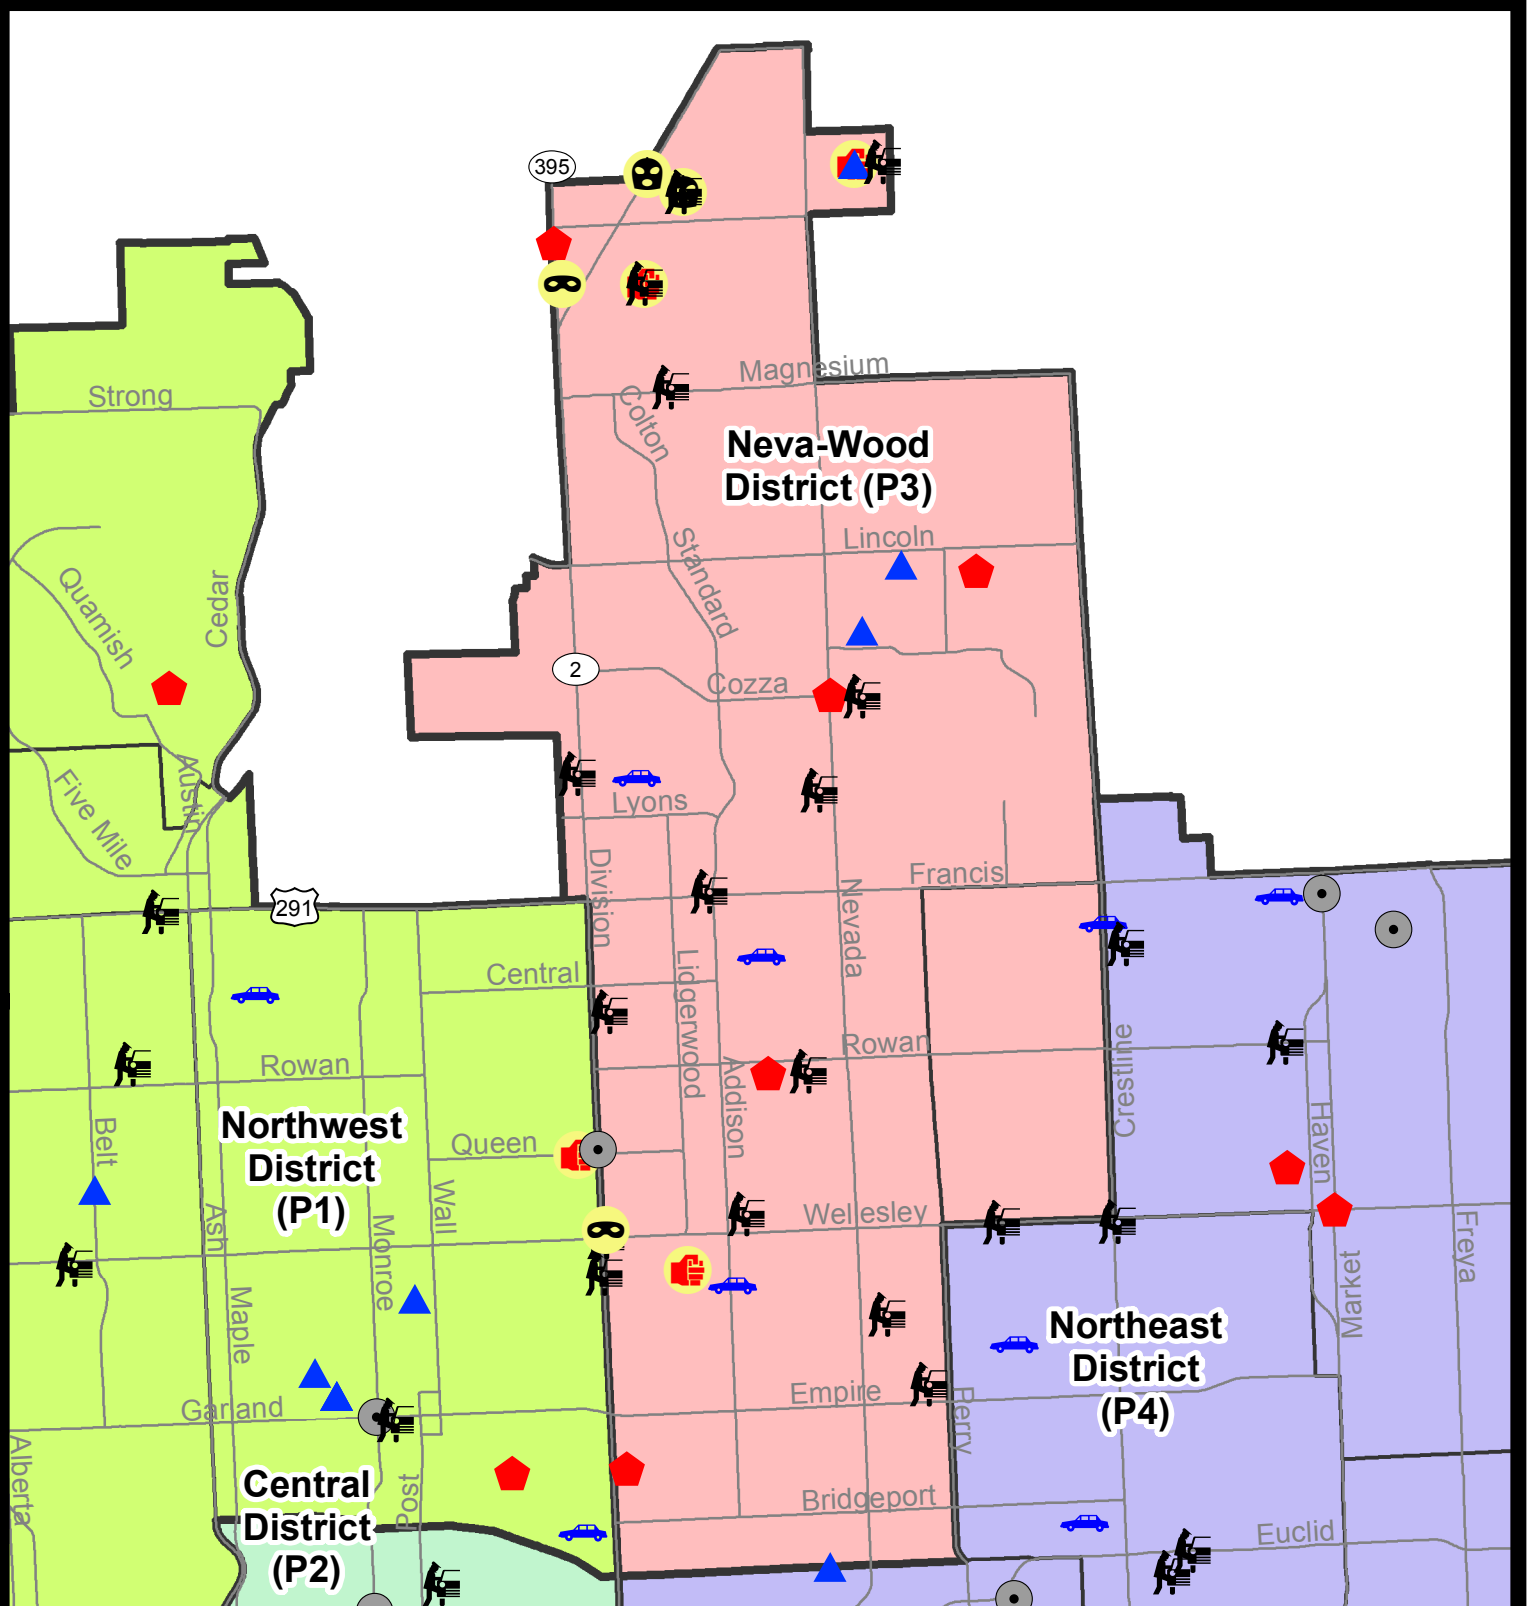 395
Strong
Magnesium
Colton
Neva-Wood
District (P3)
Lincoln
Standard
Quamish
Cedar
2
Cozza
Austin
Five Mile
Lyons
Division
Francis
Nevada
291
Central
Lidgerwood
Rowan
Rowan
Addison
Crestline
Haven
Belt
Northwest
District
(P1)
Queen
Wall
Ash
Monroe
Wellesley
Freya
Maple
Market
Northeast
District
(P4)
Empire
Perry
Garland
Alberta
Central
District
(P2)
Post
Bridgeport
Euclid